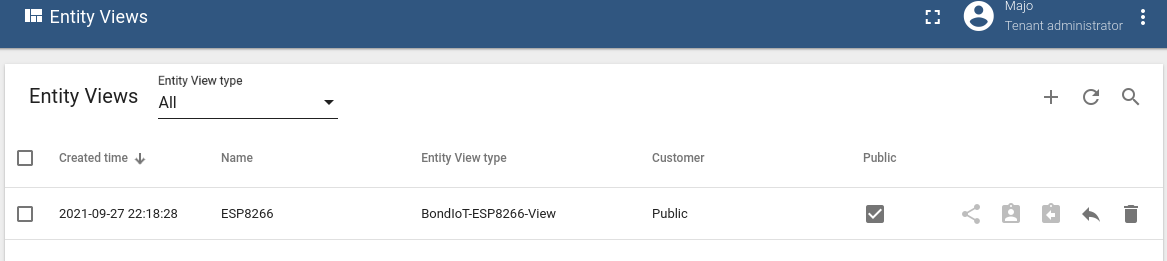 Entity Views
Majo
Tenant administrator
Entity Views
Entity View type
All
Created time
Name
Entity View type
Customer
Public
2021-09-27 22:18:28
ESP8266
BondIoT-ESP8266-View
Public